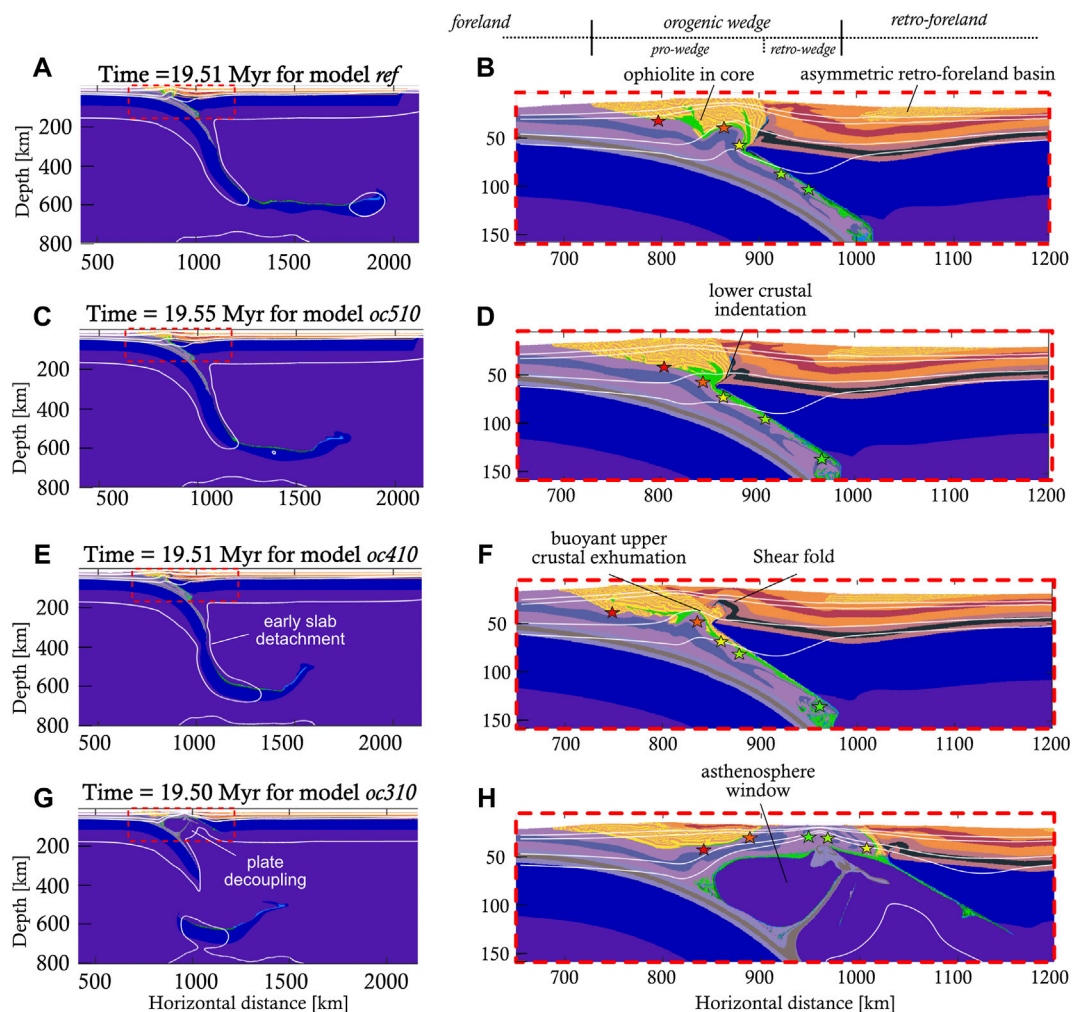 foreland
orogenic wedge
retro-foreland
pro-wedge
retro-wedge
A
Time =19.51 Myr for model ref
B
ophiolite in core
asymmetric retro-foreland basin
Depth [km]
200
400
600
800
500
1000
1500
2000
50
100
150
700
800
900
1000
1100
1200
C
Time = 19.55 Myr for model oc510
D
lower crustal
indentation
Depth [km]
200
400
600
800
500
1000
1500
2000
50
100
150
700
800
900
1000
1100
1200
E
Time = 19.51 Myr for model oc410
F
buoyant upper
crustal exhumation
Shear fold
early slab
detachment
Depth [km]
200
400
600
800
500
1000
1500
2000
50
100
150
700
800
900
1000
1100
1200
G
Time = 19.50 Myr for model oc310
H
asthenosphere
window
plate
decoupling
Depth [km]
200
400
600
800
500
1000
1500
2000
Horizontal distance [km]
50
100
150
700
800
900
1000
1100
1200
Horizontal distance [km]